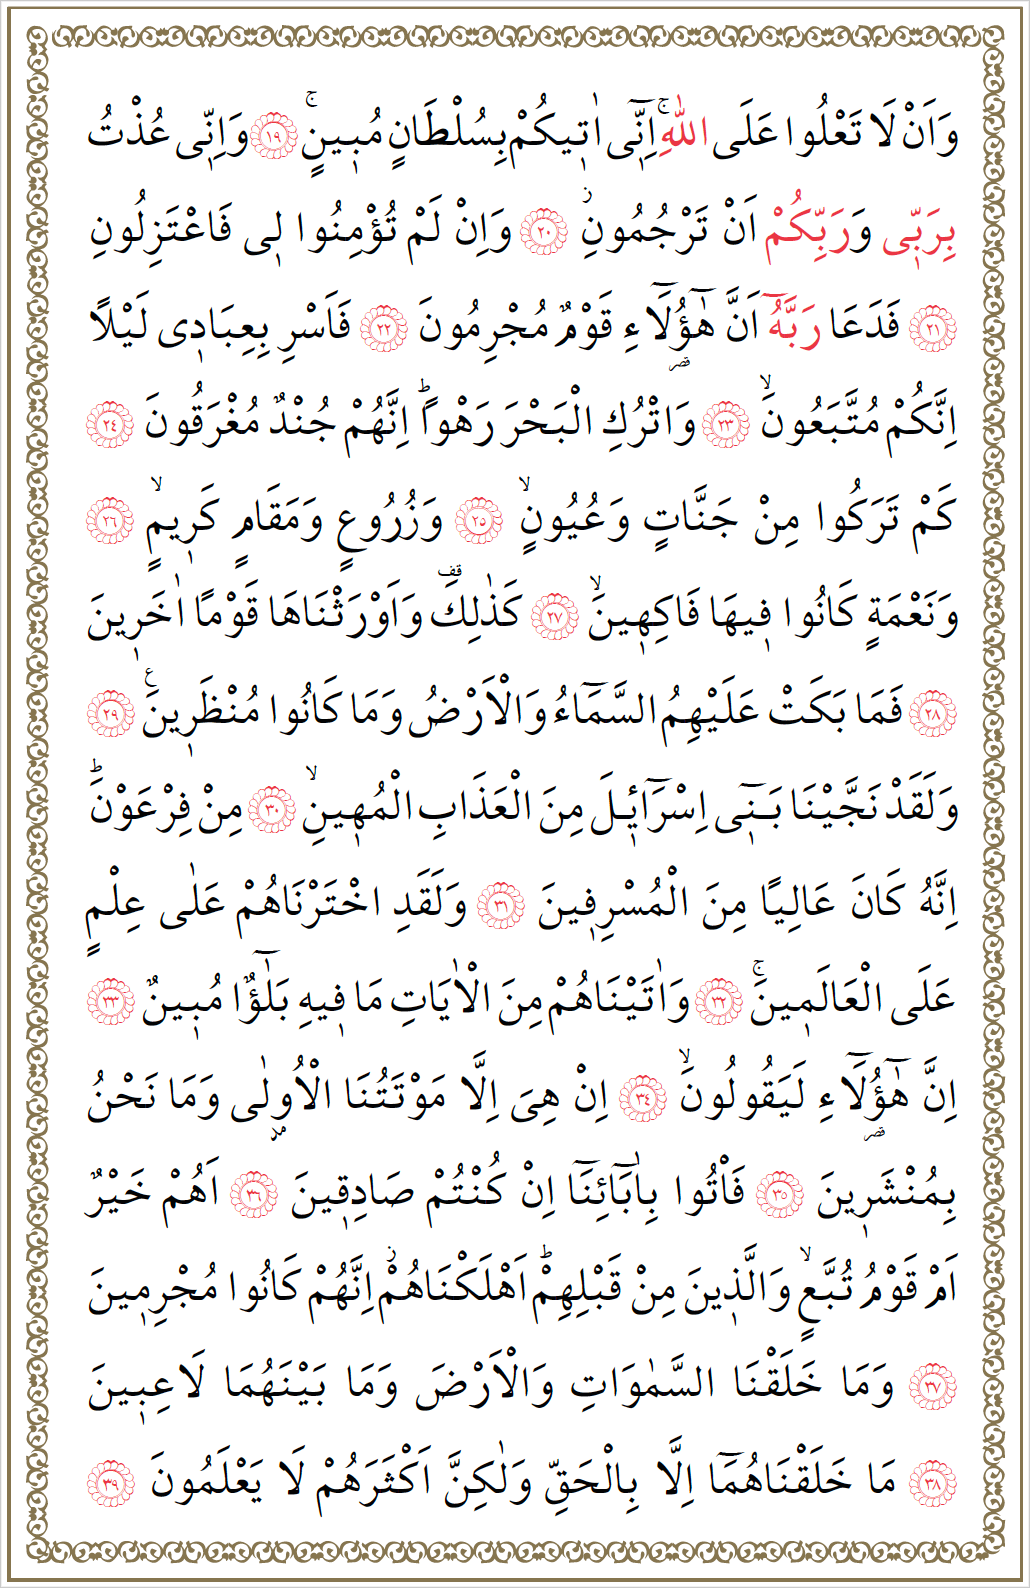 وَاَنْ لَا تَعْلُوا عَلَى اللّٰهِۚ اِنّ۪ٓي اٰت۪يكُمْ بِسُلْطَانٍ مُب۪ينٍۚ ﴿١٩﴾ وَاِنّ۪ي عُذْتُ
بِرَبّ۪ي وَرَبِّكُمْ اَنْ تَرْجُمُونِۘ ﴿٢٠﴾ وَاِنْ لَمْ تُؤْمِنُوا ل۪ي فَاعْتَزِلُونِ
﴿٢١﴾ فَدَعَا رَبَّهُٓ اَنَّ هٰٓؤُ۬لَٓاءِ قَوْمٌ مُجْرِمُونَ ﴿٢٢﴾ فَاَسْرِ بِعِبَاد۪ي لَيْلًا
اِنَّكُمْ مُتَّبَعُونَۙ ﴿٢٣﴾ وَاتْرُكِ الْبَحْرَ رَهْواًۜ اِنَّهُمْ جُنْدٌ مُغْرَقُونَ ﴿٢٤﴾
كَمْ تَرَكُوا مِنْ جَنَّاتٍ وَعُيُونٍۙ ﴿٢٥﴾ وَزُرُوعٍ وَمَقَامٍ كَر۪يمٍۙ ﴿٢٦﴾
وَنَعْمَةٍ كَانُوا ف۪يهَا فَاكِه۪ينَۙ ﴿٢٧﴾ كَذٰلِكَ۠ وَاَوْرَثْنَاهَا قَوْمًا اٰخَر۪ينَ
﴿٢٨﴾ فَمَا بَكَتْ عَلَيْهِمُ السَّمَٓاءُ وَالْاَرْضُ وَمَا كَانُوا مُنْظَر۪ينَ۟ ﴿٢٩﴾
وَلَقَدْ نَجَّيْنَا بَن۪ٓي اِسْرَٓائ۪لَ مِنَ الْعَذَابِ الْمُه۪ينِۙ ﴿٣٠﴾ مِنْ فِرْعَوْنَۜ
اِنَّهُ كَانَ عَالِيًا مِنَ الْمُسْرِف۪ينَ ﴿٣١﴾ وَلَقَدِ اخْتَرْنَاهُمْ عَلٰى عِلْمٍ
عَلَى الْعَالَم۪ينَۚ ﴿٣٢﴾ وَاٰتَيْنَاهُمْ مِنَ الْاٰيَاتِ مَا ف۪يهِ بَلٰٓؤٌا مُب۪ينٌ ﴿٣٣﴾
اِنَّ هٰٓؤُ۬لَٓاءِ لَيَقُولُونَۙ ﴿٣٤﴾ اِنْ هِيَ اِلَّا مَوْتَتُنَا الْاُو۫لٰى وَمَا نَحْنُ
بِمُنْشَر۪ينَ ﴿٣٥﴾ فَاْتُوا بِاٰبَٓائِنَٓا اِنْ كُنْتُمْ صَادِق۪ينَ ﴿٣٦﴾ اَهُمْ خَيْرٌ
اَمْ قَوْمُ تُبَّعٍۙ وَالَّذ۪ينَ مِنْ قَبْلِهِمْۜ اَهْلَكْنَاهُمْۘ اِنَّهُمْ كَانُوا مُجْرِم۪ينَ
﴿٣٧﴾ وَمَا خَلَقْنَا السَّمٰوَاتِ وَالْاَرْضَ وَمَا بَيْنَهُمَا لَاعِب۪ينَ
﴿٣٨﴾ مَا خَلَقْنَاهُمَٓا اِلَّا بِالْحَقِّ وَلٰكِنَّ اَكْثَرَهُمْ لَا يَعْلَمُونَ ﴿٣٩﴾